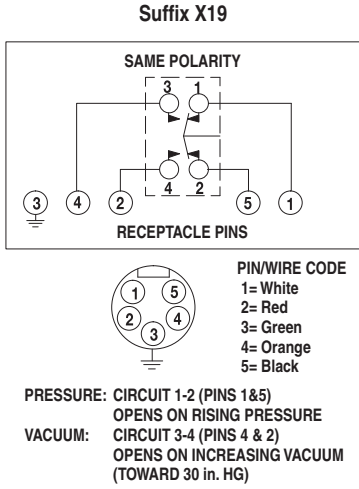 Suffix X19
SAME POLARITY
3 1
4 2
3 4 2 5 1
RECEPTACLE PINS
1 5
2 4
3
PIN/WIRE CODE
1= White
2= Red
3= Green
4= Orange
5= Black
PRESSURE: CIRCUIT 1-2 (PINS 1&5)
OPENS ON RISING PRESSURE
VACUUM: CIRCUIT 3-4 (PINS 4 & 2)
OPENS ON INCREASING VACUUM
(TOWARD 30 in. HG)